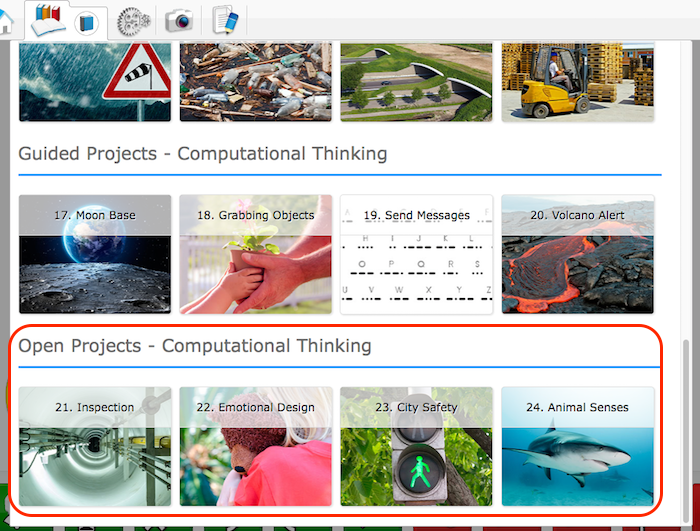 Guided Projects - Computational Thinking
17. Moon Base
18. Grabbing Objects
19. Send Messages
20. Volcano Alert
H I J K L
O P Q R S
U V W X Y Z
Open Projects - Computational Thinking
21. Inspection
22. Emotional Design
23. City Safety
24. Animal Senses